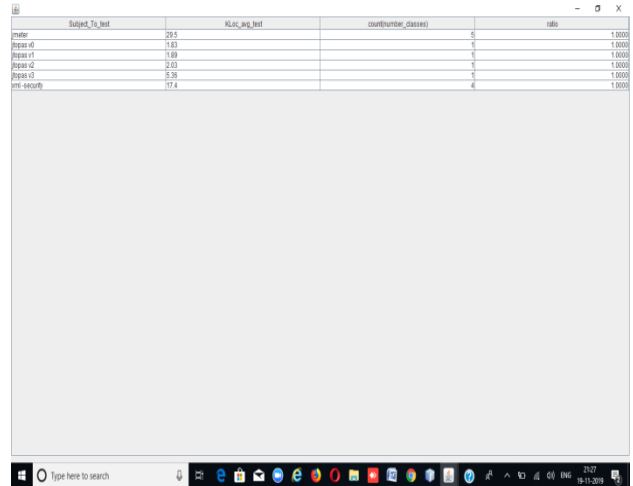 Subject_To_test KLoc_avg_test count(number_classes) ratio
jmeter 29.5 5 1.0000
jtopas v0 1.83 1 1.0000
jtopas v1 1.89 1 1.0000
jtopas v2 2.03 1 1.0000
jtopas v3 5.36 1 1.0000
xml-security 17.4 4 1.0000
Type here to search ENG 21:27
19-11-2019